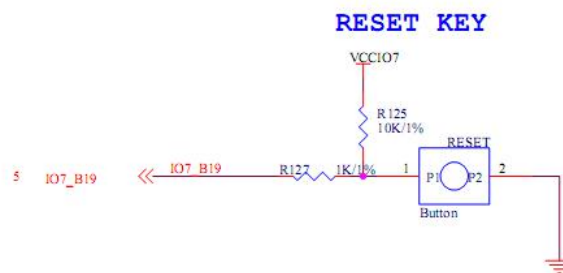 RESET KEY
VCCIO7
R125
10K/1%
RESET
5 IO7_B19 IO7_B19 R127 1K/1% 1 P1 P2 2
Button